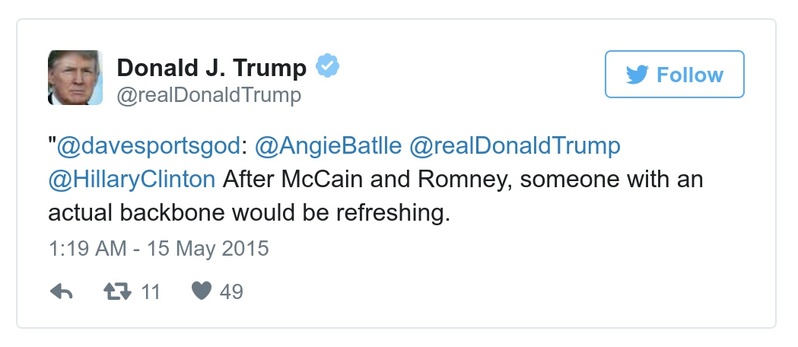 Donald J. Trump
Follow
@realDonaldTrump
"@davesportsgod: @AngieBatlle @realDonaldTrump
@HillaryClinton After McCain and Romney, someone with an
actual backbone would be refreshing.
1:19 AM - 15 May 2015
11 49